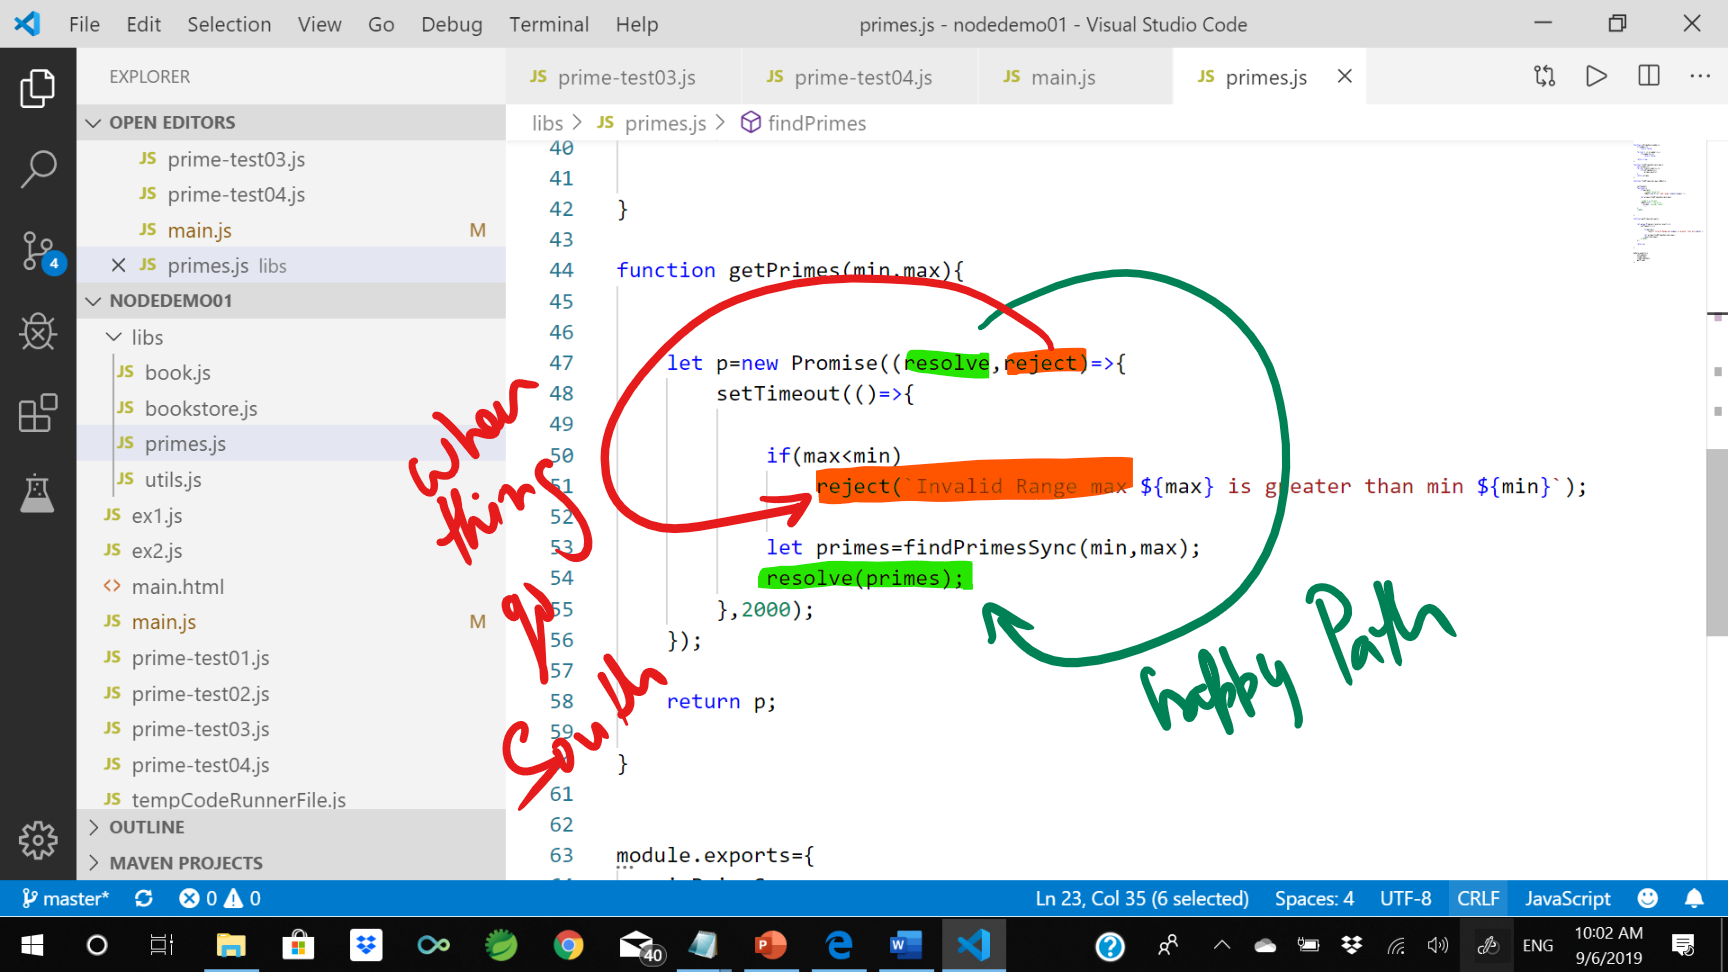 File Edit Selection View Go Debug Terminal Help
primes.js - nodedemo01 - Visual Studio Code
EXPLORER
OPEN EDITORS
JS prime-test03.js
JS prime-test04.js
JS main.js M
JS primes.js libs
NODEDEMO01
libs
JS book.js
JS bookstore.js
JS primes.js
JS utils.js
JS ex1.js
JS ex2.js
<> main.html
JS main.js M
JS prime-test01.js
JS prime-test02.js
JS prime-test03.js
JS prime-test04.js
tempCodeRunnerFile.js
OUTLINE
MAVEN PROJECTS
4
JS prime-test03.js JS prime-test04.js JS main.js JS primes.js
libs > JS primes.js > findPrimes
40
41
42 }
43
44 function getPrimes(min,max){
45
46
47 let p=new Promise((resolve,reject)=>{
48 setTimeout(()=>{
49
50 if(max<min)
51 reject(`Invalid Range max ${max} is greater than min ${min}`);
52
53 let primes=findPrimesSync(min,max);
54 resolve(primes);
55 },2000);
56 });
57
58 return p;
59
}
61
62
63 module.exports={
when
things
go
South
happy Path
master* 0 0 Ln 23, Col 35 (6 selected) Spaces: 4 UTF-8 CRLF JavaScript
40 ENG 10:02 AM
9/6/2019